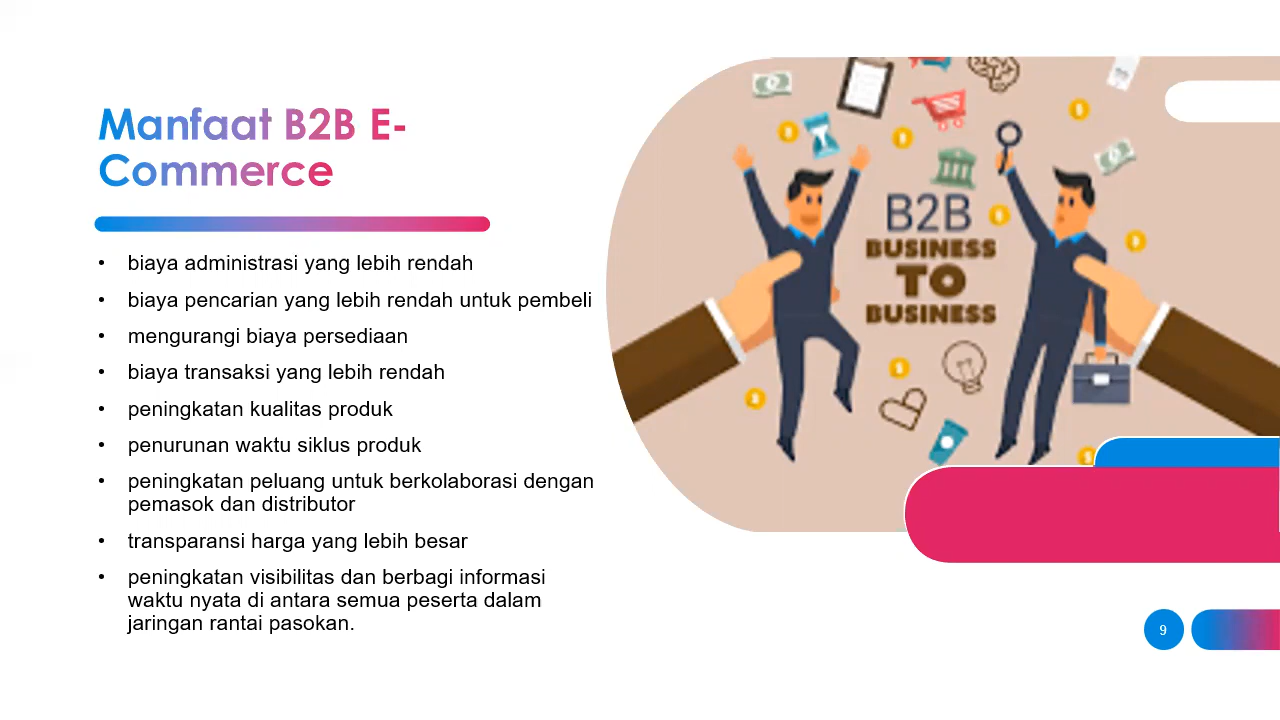 Manfaat B2B E-
Commerce
• biaya administrasi yang lebih rendah
• biaya pencarian yang lebih rendah untuk pembeli
• mengurangi biaya persediaan
• biaya transaksi yang lebih rendah
• peningkatan kualitas produk
• penurunan waktu siklus produk
• peningkatan peluang untuk berkolaborasi dengan
pemasok dan distributor
• transparansi harga yang lebih besar
• peningkatan visibilitas dan berbagi informasi
waktu nyata di antara semua peserta dalam
jaringan rantai pasokan.
B2B
BUSINESS
TO
BUSINESS
9